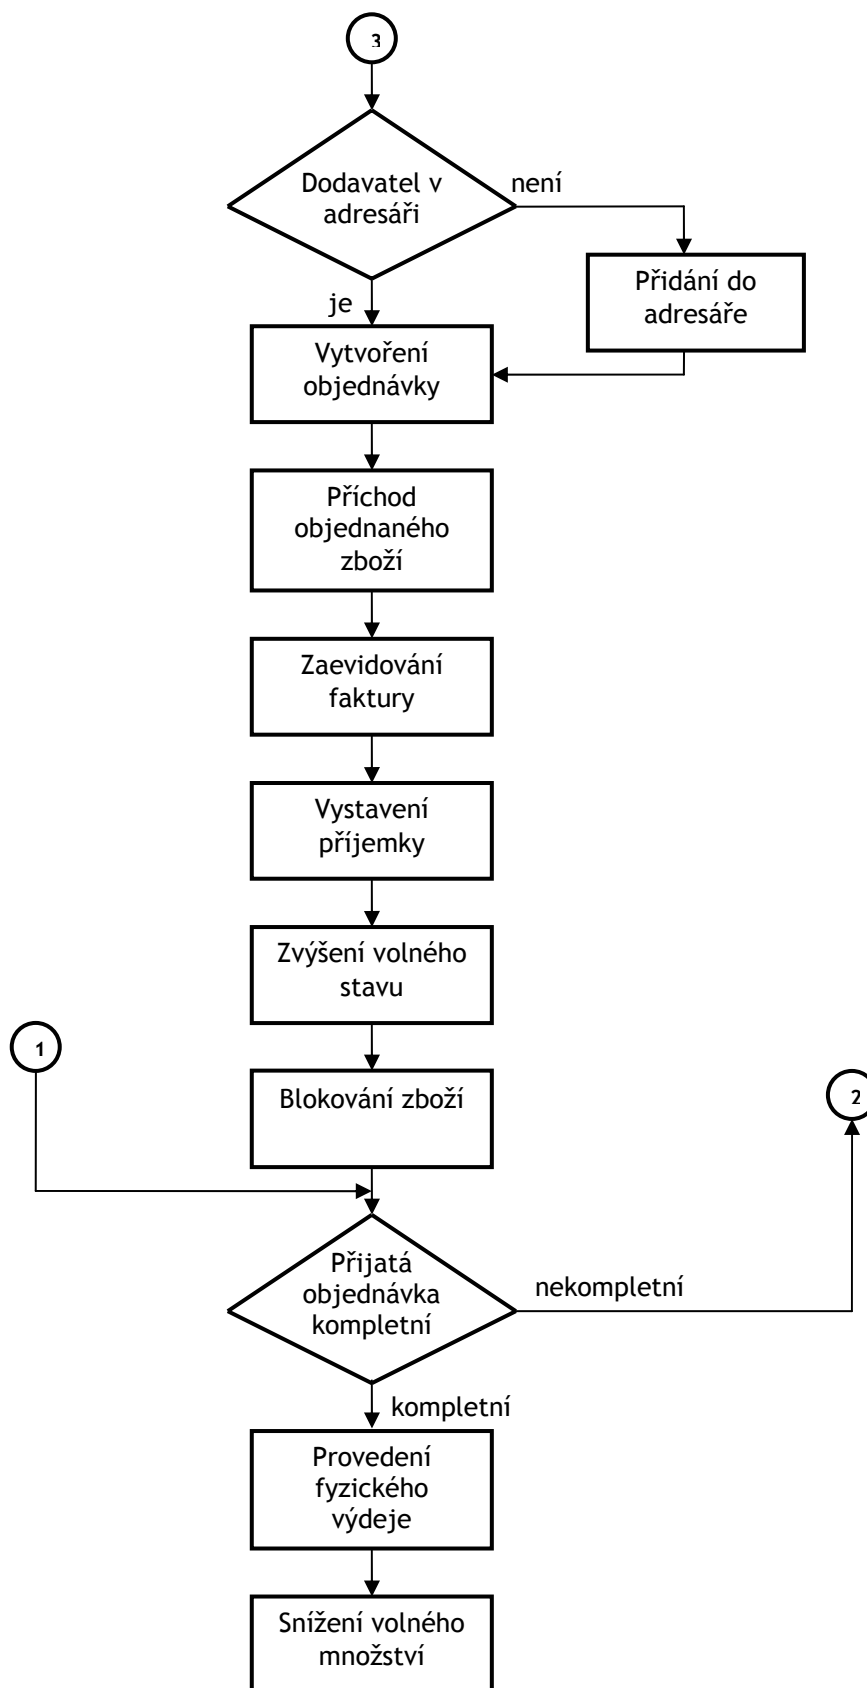 3
Dodavatel v
adresáři
není
Přidání do
adresáře
je
Vytvoření
objednávky
Příchod
objednaného
zboží
Zaevidování
faktury
Vystavení
příjemky
Zvýšení volného
stavu
1
Blokování zboží
2
Přijatá
objednávka
kompletní
nekompletní
kompletní
Provedení
fyzického
výdeje
Snížení volného
množství